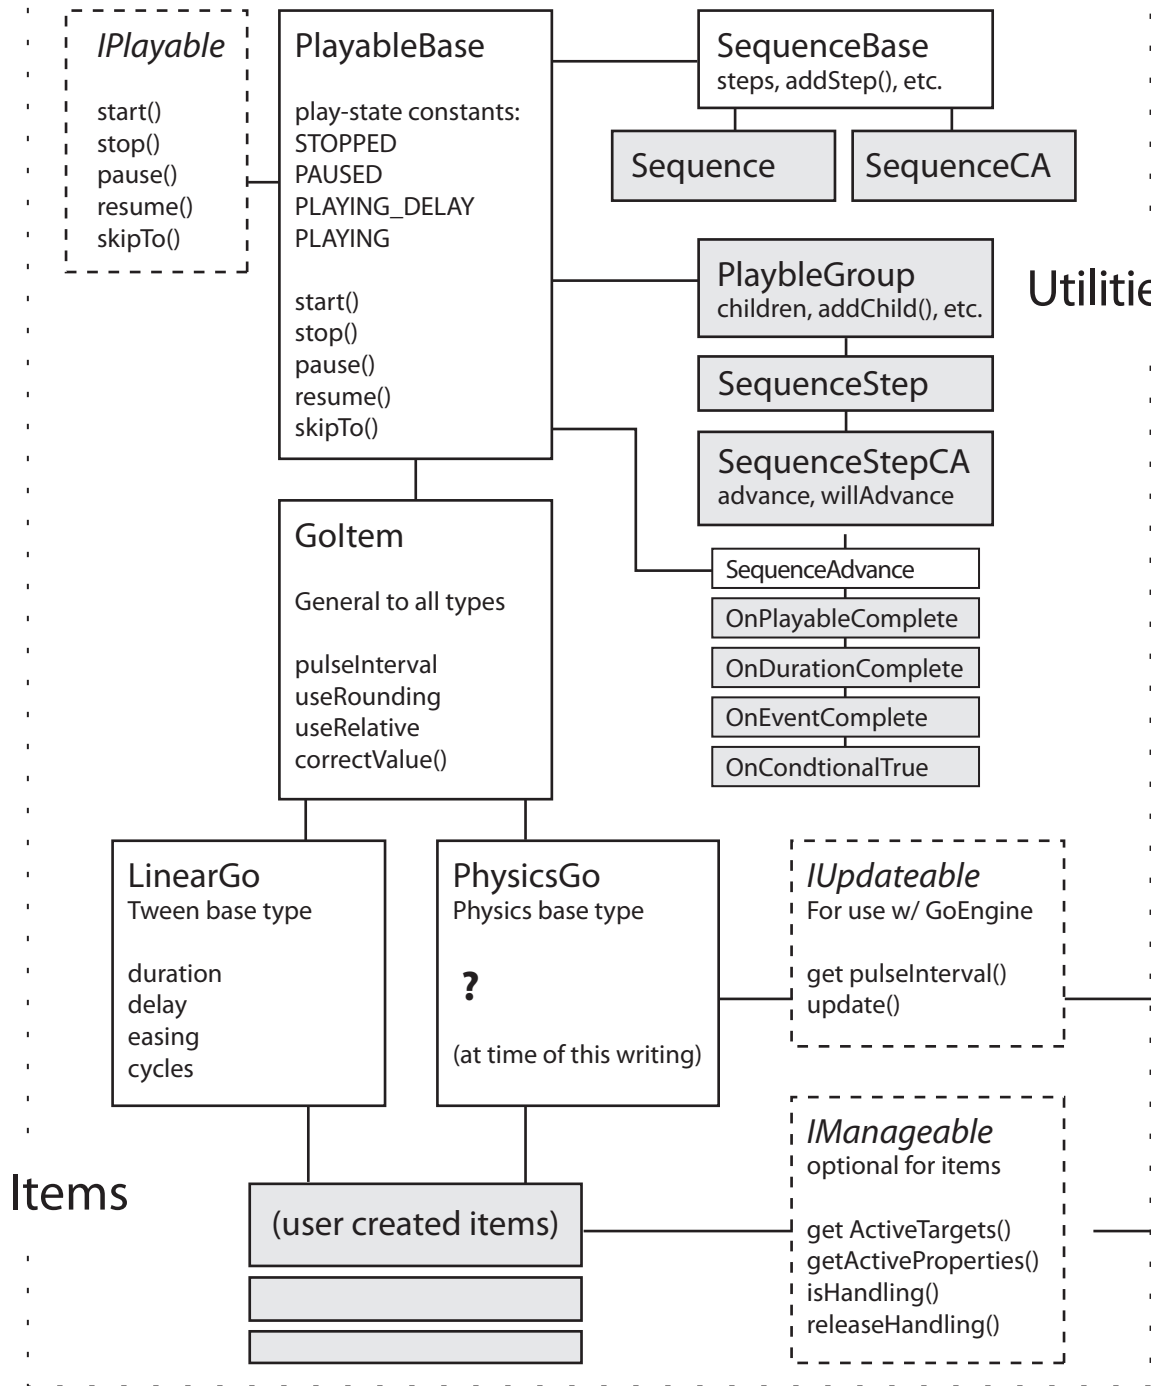 IPlayable
start()
stop()
pause()
resume()
skipTo()
PlayableBase
play-state constants:
STOPPED
PAUSED
PLAYING_DELAY
PLAYING
start()
stop()
pause()
resume()
skipTo()
SequenceBase
steps, addStep(), etc.
Sequence
SequenceCA
PlaybleGroup
children, addChild(), etc.
Utilitie
SequenceStep
SequenceStepCA
advance, willAdvance
SequenceAdvance
OnPlayableComplete
OnDurationComplete
OnEventComplete
OnCondtionalTrue
GoItem
General to all types
pulseInterval
useRounding
useRelative
correctValue()
LinearGo
Tween base type
duration
delay
easing
cycles
PhysicsGo
Physics base type
?
(at time of this writing)
IUpdateable
For use w/ GoEngine
get pulseInterval()
update()
IManageable
optional for items
get ActiveTargets()
getActiveProperties()
isHandling()
releaseHandling()
Items
(user created items)